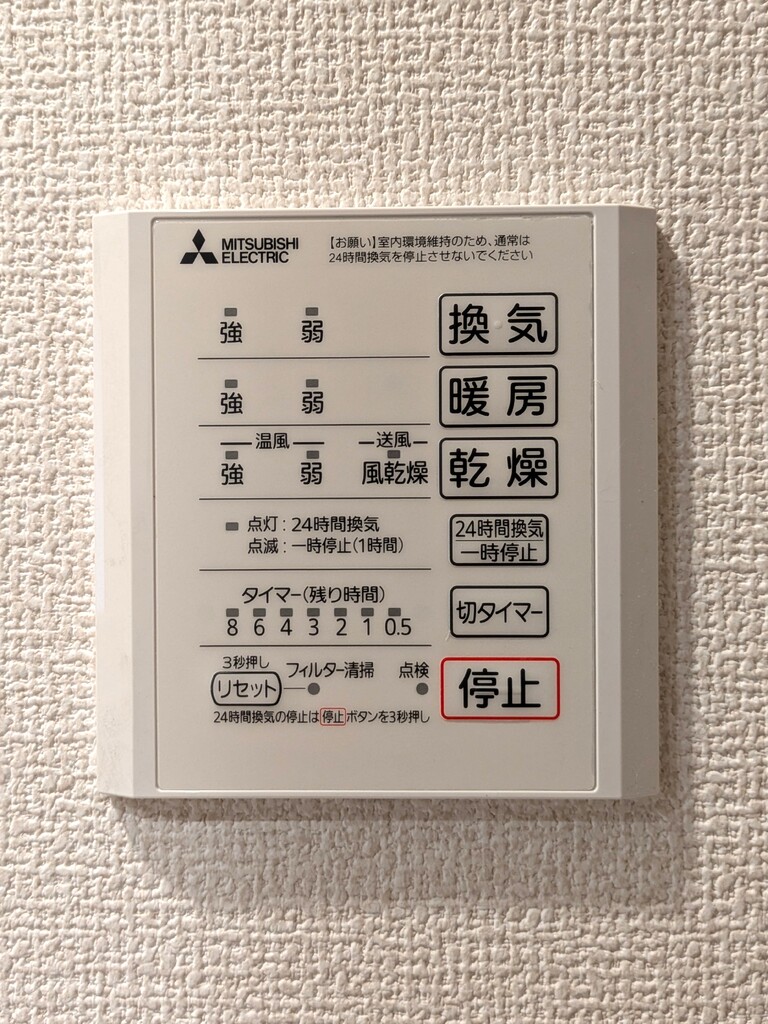 MITSUBISHI
ELECTRIC
【お願い】室内環境維持のため、通常は
24時間換気を停止させないでください
強 弱 換気
強 弱 暖房
温風 送風
強 弱 風乾燥 乾燥
点灯：24時間換気
点滅：一時停止(1時間)
24時間換気
一時停止
タイマー(残り時間)
8 6 4 3 2 1 0.5
切タイマー
3秒押し
リセット フィルター清掃 点検
停止
24時間換気の停止は停止ボタンを3秒押し